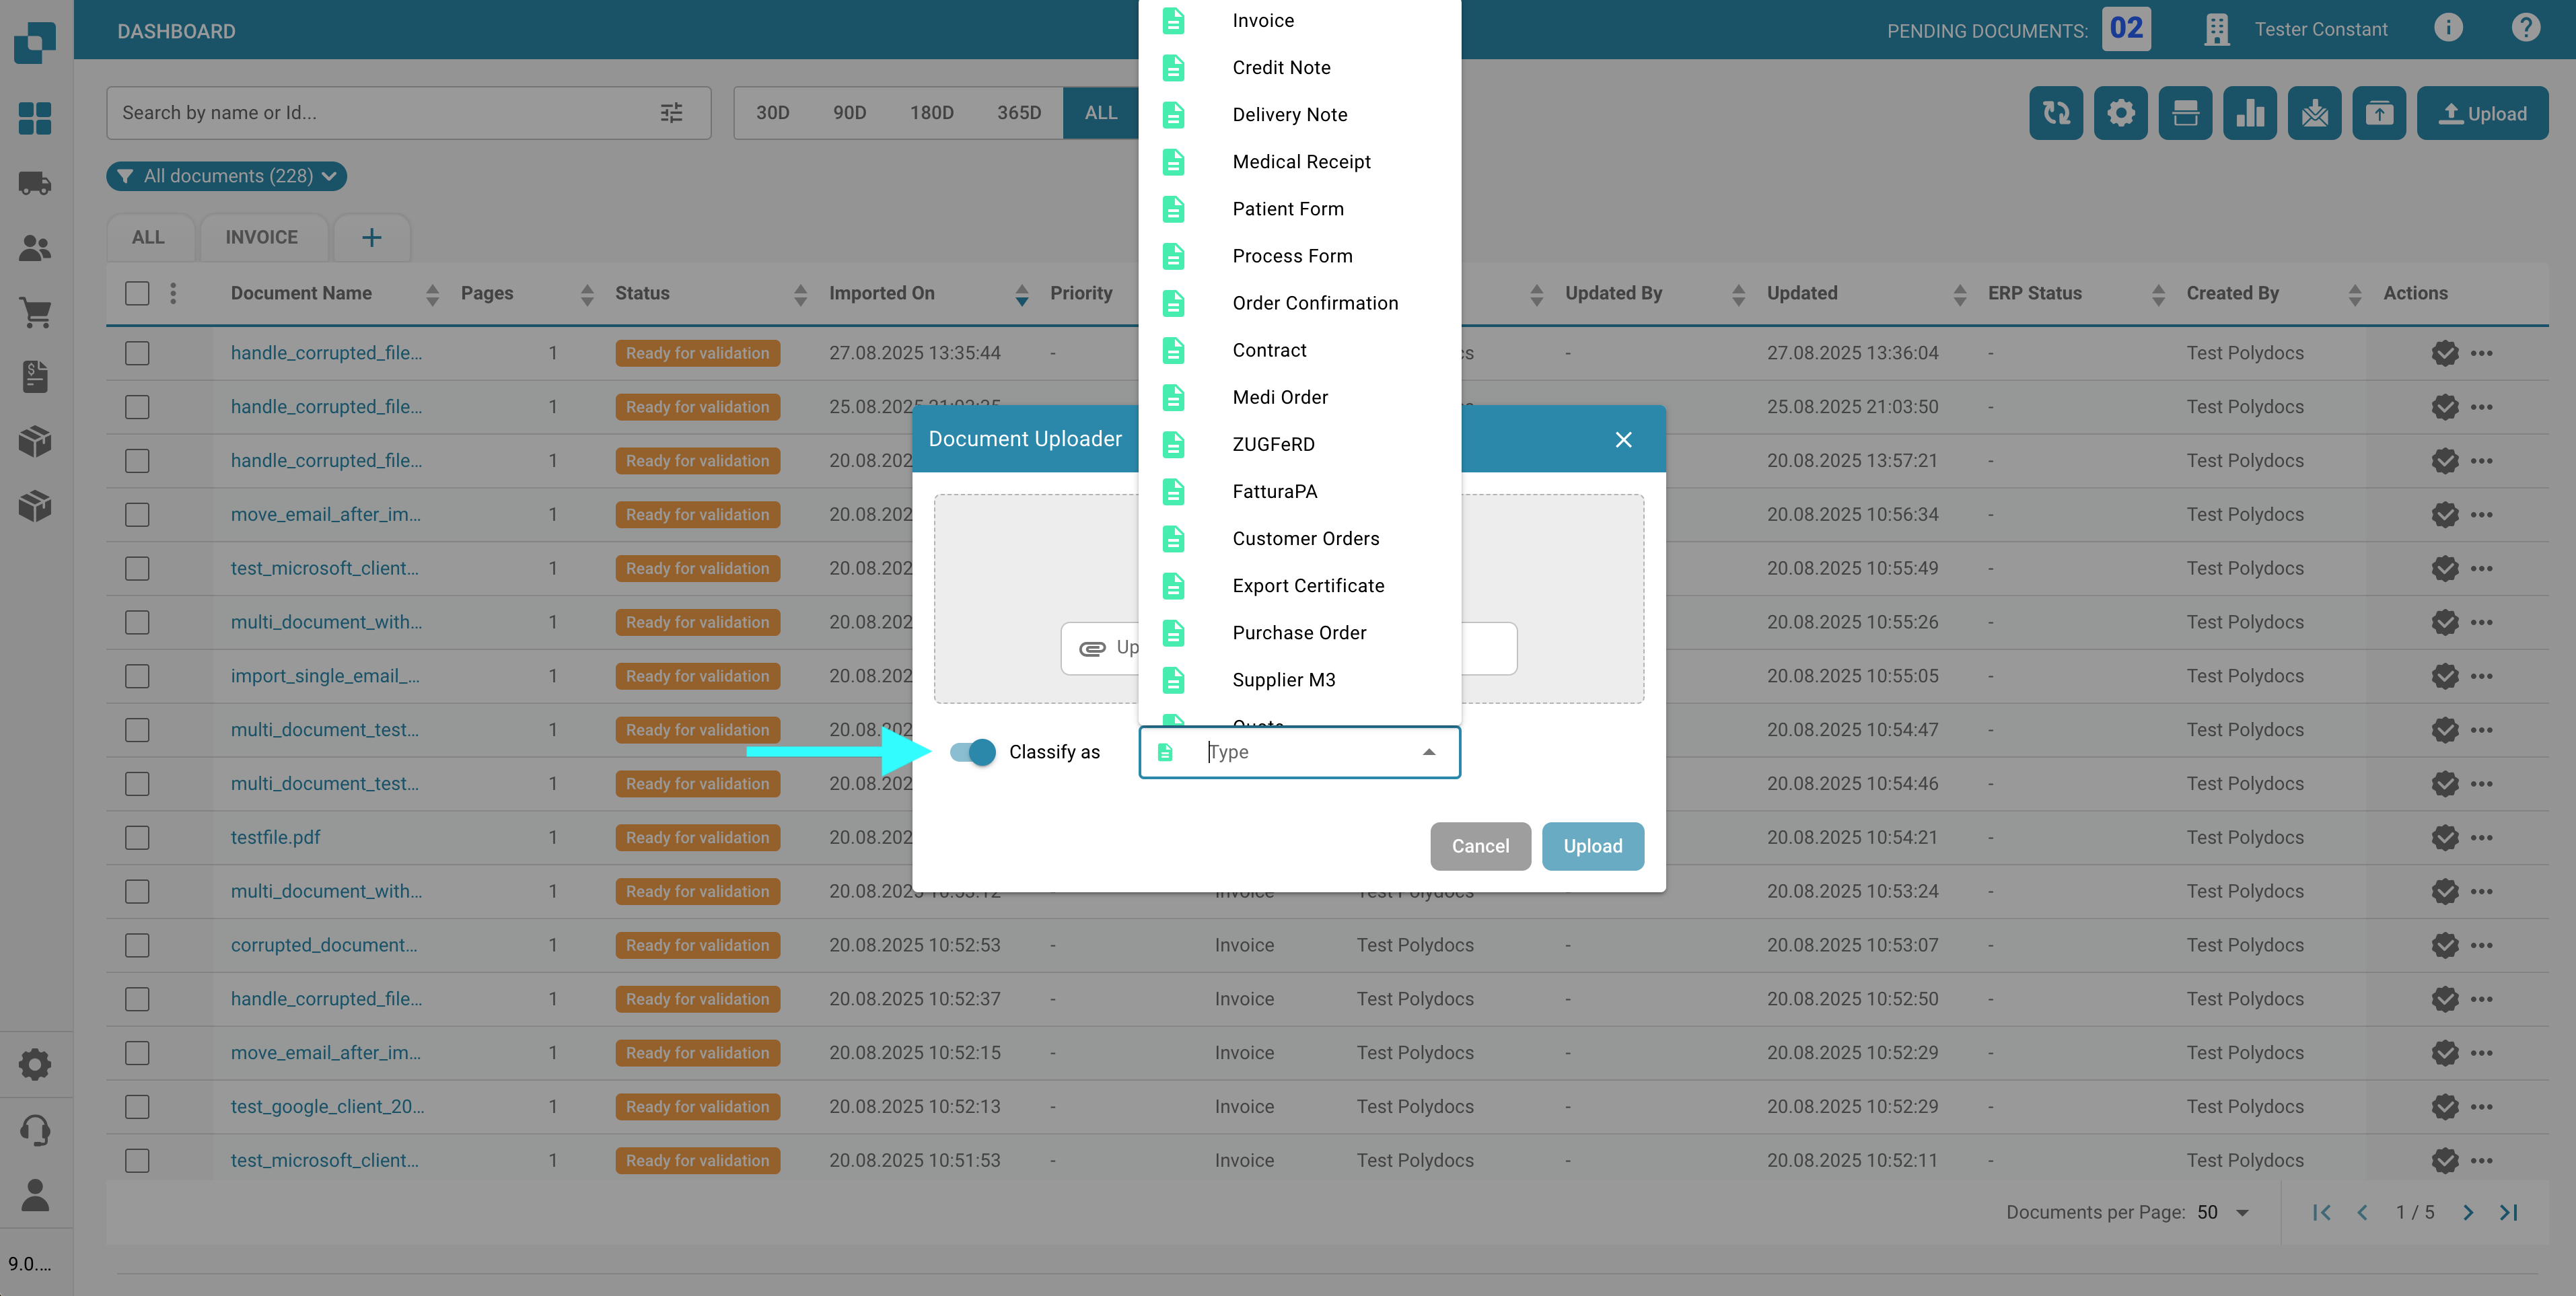 DASHBOARD
PENDING DOCUMENTS: 02
Tester Constant
Search by name or Id...
30D 90D 180D 365D ALL
Upload
All documents (228)
ALL INVOICE +
Document Name Pages Status Imported On Priority Updated By Updated ERP Status Created By Actions
handle_corrupted_file... 1 Ready for validation 27.08.2025 13:35:44 - - 27.08.2025 13:36:04 - Test Polydocs
handle_corrupted_file... 1 Ready for validation 25.08.2025 25.08.2025 21:03:50 - Test Polydocs
handle_corrupted_file... 1 Ready for validation 20.08.202 20.08.2025 13:57:21 - Test Polydocs
move_email_after_im... 1 Ready for validation 20.08.202 20.08.2025 10:56:34 - Test Polydocs
test_microsoft_client... 1 Ready for validation 20.08.202 20.08.2025 10:55:49 - Test Polydocs
multi_document_with... 1 Ready for validation 20.08.202 20.08.2025 10:55:26 - Test Polydocs
import_single_email_... 1 Ready for validation 20.08.202 20.08.2025 10:55:05 - Test Polydocs
multi_document_test... 1 Ready for validation 20.08.202 20.08.2025 10:54:47 - Test Polydocs
multi_document_test... 1 Ready for validation 20.08.202 20.08.2025 10:54:46 - Test Polydocs
testfile.pdf 1 Ready for validation 20.08.202 20.08.2025 10:54:21 - Test Polydocs
multi_document_with... 1 Ready for validation 20.08.2025 10:53:12 - Invoice Test Polydocs - 20.08.2025 10:53:24 - Test Polydocs
corrupted_document... 1 Ready for validation 20.08.2025 10:52:53 - Invoice Test Polydocs - 20.08.2025 10:53:07 - Test Polydocs
handle_corrupted_file... 1 Ready for validation 20.08.2025 10:52:37 - Invoice Test Polydocs - 20.08.2025 10:52:50 - Test Polydocs
move_email_after_im... 1 Ready for validation 20.08.2025 10:52:15 - Invoice Test Polydocs - 20.08.2025 10:52:29 - Test Polydocs
test_google_client_20... 1 Ready for validation 20.08.2025 10:52:13 - Invoice Test Polydocs - 20.08.2025 10:52:29 - Test Polydocs
test_microsoft_client... 1 Ready for validation 20.08.2025 10:51:53 - Invoice Test Polydocs - 20.08.2025 10:52:11 - Test Polydocs
Documents per Page: 50
1 / 5
9.0....
Document Uploader
Up
Invoice
Credit Note
Delivery Note
Medical Receipt
Patient Form
Process Form
Order Confirmation
Contract
Medi Order
ZUGFeRD
FatturaPA
Customer Orders
Export Certificate
Purchase Order
Supplier M3
Quote
Classify as
Type
Cancel
Upload